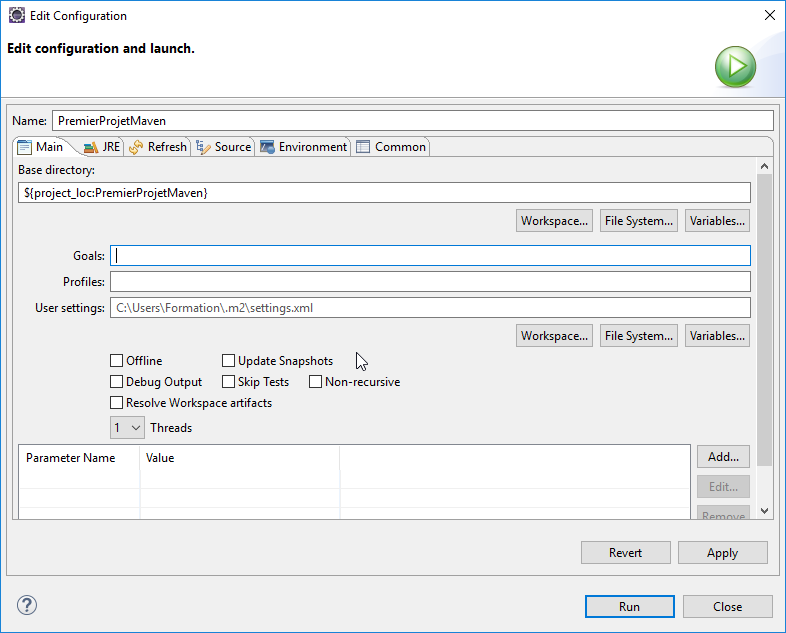 Edit Configuration
Edit configuration and launch.
Name: PremierProjetMaven
Main JRE Refresh Source Environment Common
Base directory:
${project_loc:PremierProjetMaven}
Workspace... File System... Variables...
Goals:
Profiles:
User settings: C:\Users\Formation\.m2\settings.xml
Workspace... File System... Variables...
Offline Update Snapshots
Debug Output Skip Tests Non-recursive
Resolve Workspace artifacts
1 Threads
Parameter Name Value Add...
Edit...
Remove
Revert Apply
? Run Close